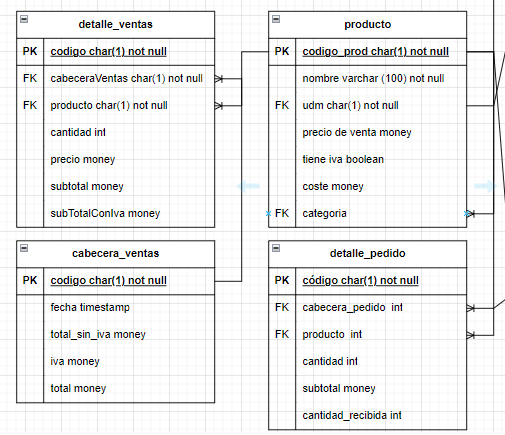 detalle_ventas
PK codigo char(1) not null
FK cabeceraVentas char(1) not null
FK producto char(1) not null
cantidad int
precio money
subtotal money
subTotalConIva money
producto
PK codigo_prod char(1) not null
nombre varchar (100) not null
FK udm char(1) not null
precio de venta money
tiene iva boolean
coste money
FK categoria
cabecera_ventas
PK codigo char(1) not null
fecha timestamp
total_sin_iva money
iva money
total money
detalle_pedido
PK código char(1) not null
FK cabecera_pedido int
FK producto int
cantidad int
subtotal money
cantidad_recibida int